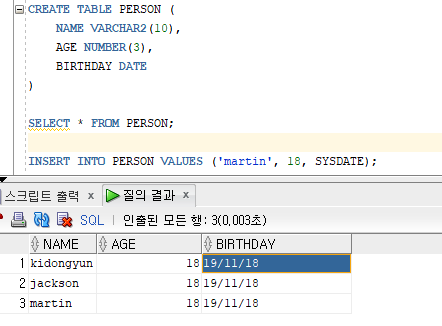 CREATE TABLE PERSON (
NAME VARCHAR2(10),
AGE NUMBER(3),
BIRTHDAY DATE
)
SELECT * FROM PERSON;
INSERT INTO PERSON VALUES ('martin', 18, SYSDATE);
스크립트 출력 x 질의 결과 x
SQL | 인출된 모든 행: 3(0,003초)
NAME AGE BIRTHDAY
1 kidongyun 18 19/11/18
2 jackson 18 19/11/18
3 martin 18 19/11/18